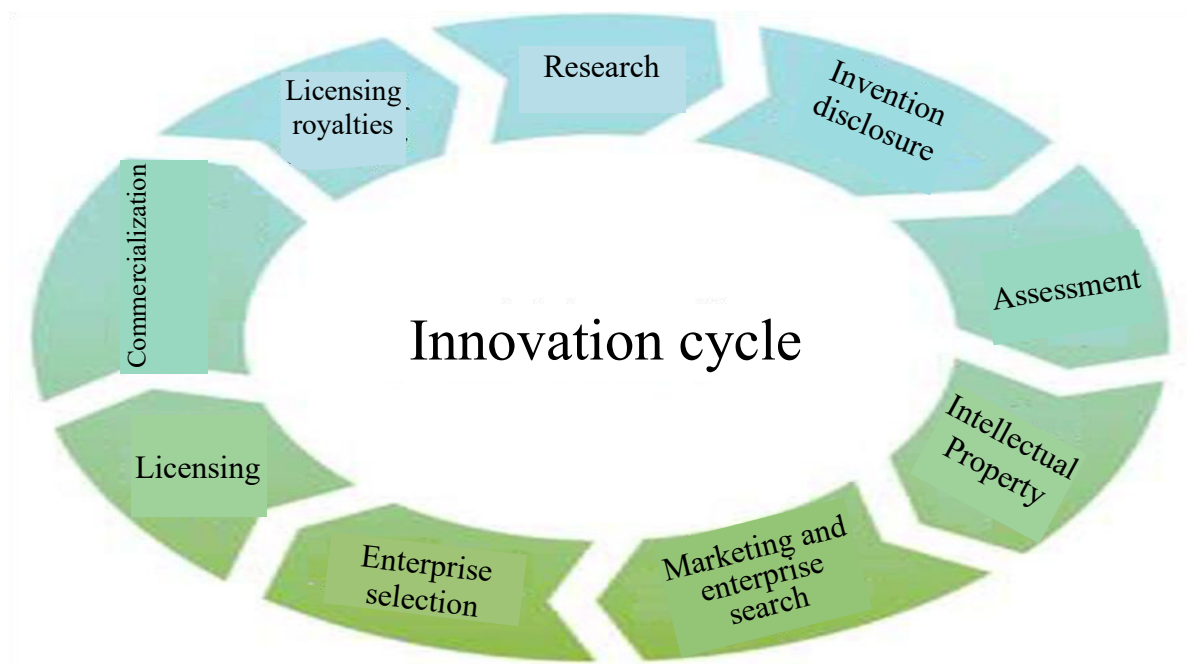 Research
Invention
disclosure
Assessment
Intellectual
Property
Marketing and
enterprise
search
Enterprise
selection
Licensing
Commercialization
Licensing
royalties
Innovation cycle